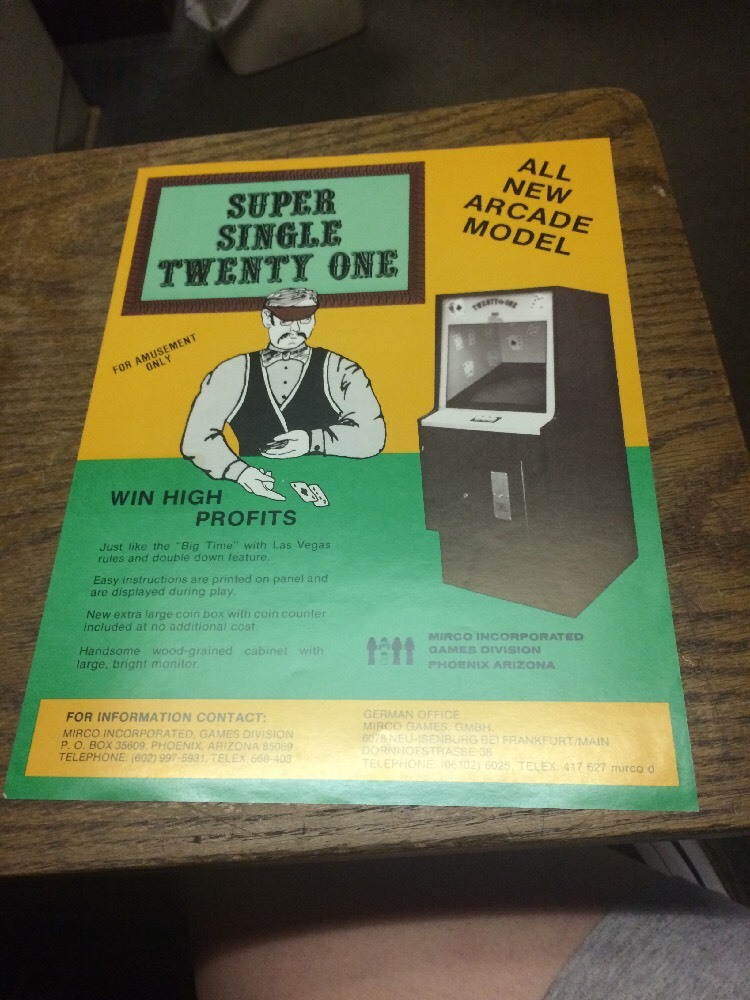 SUPER
SINGLE
TWENTY ONE
ALL
NEW
ARCADE
MODEL
TWENTY ONE
FOR AMUSEMENT
ONLY
WIN HIGH
PROFITS
Just like the "Big Time" with Las Vegas
rules and double down feature.
Easy instructions are printed on panel and
are displayed during play.
New extra large coin box with coin counter
included at no additional cost.
Handsome wood-grained cabinet with
large, bright monitor.
MIRCO INCORPORATED
GAMES DIVISION
PHOENIX ARIZONA
FOR INFORMATION CONTACT:
MIRCO INCORPORATED, GAMES DIVISION
P. O. BOX 35609, PHOENIX, ARIZONA 85069
TELEPHONE: (602) 997-5931, TELEX: 668-403
GERMAN OFFICE
MIRCO GAMES, GMBH.
6078 NEU-ISENBURG BEI FRANKFURT/MAIN
DORNHOFSTRASSE 38
TELEPHONE: (06102) 6025, TELEX: 417 627 mirco d